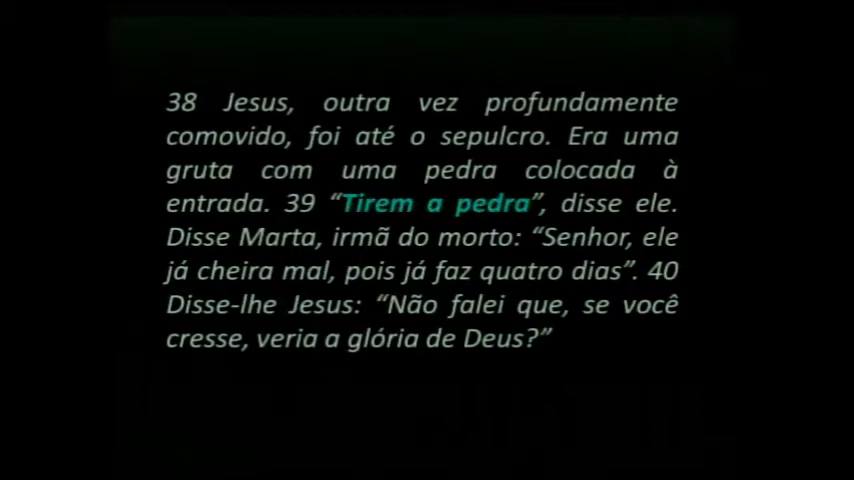 38 Jesus, outra vez profundamente
comovido, foi até o sepulcro. Era uma
gruta com uma pedra colocada à
entrada. 39 “Tirem a pedra”, disse ele.
Disse Marta, irmã do morto: “Senhor, ele
já cheira mal, pois já faz quatro dias”. 40
Disse-lhe Jesus: “Não falei que, se você
cresse, veria a glória de Deus?”